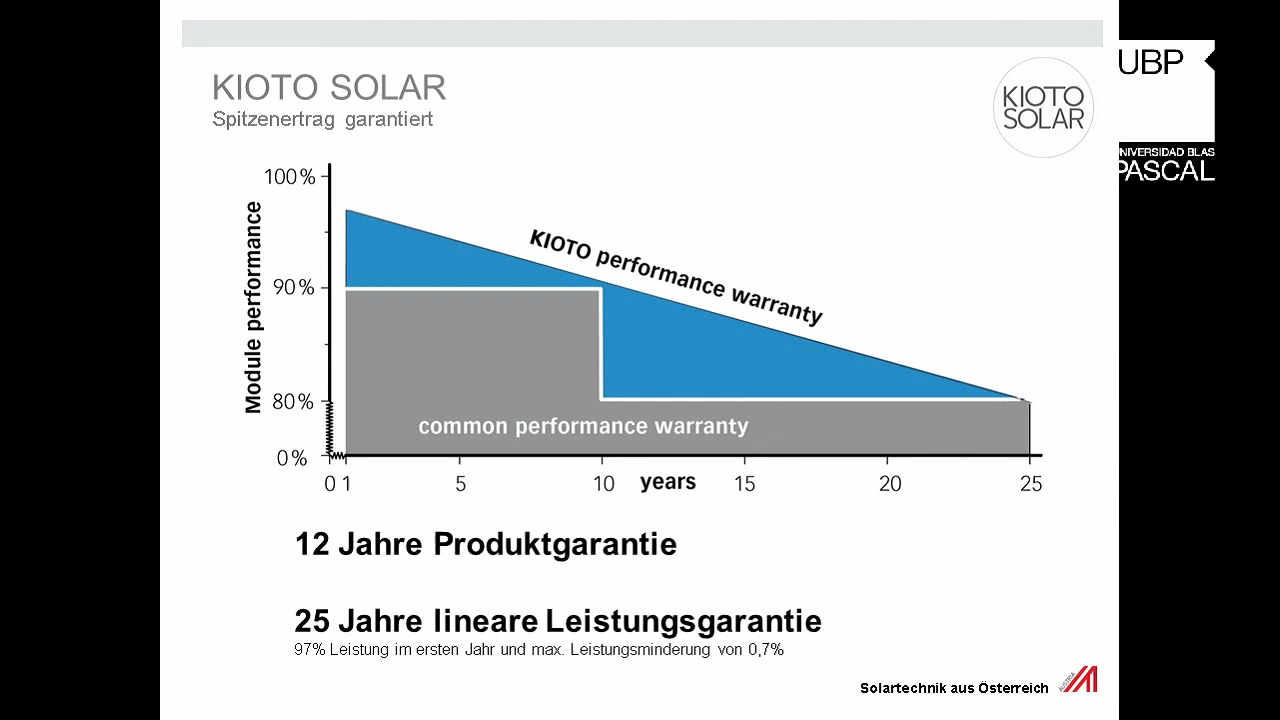 KIOTO SOLAR
Spitzenertrag garantiert
KIOTO
SOLAR
UBP
NIVERSIDAD BLAS
PASCAL
100%
90%
80%
0%
Module performance
KIOTO performance warranty
common performance warranty
0 1 5 10 years 15 20 25
12 Jahre Produktgarantie
25 Jahre lineare Leistungsgarantie
97% Leistung im ersten Jahr und max. Leistungsminderung von 0,7%
Solartechnik aus Österreich
AUSTRIA